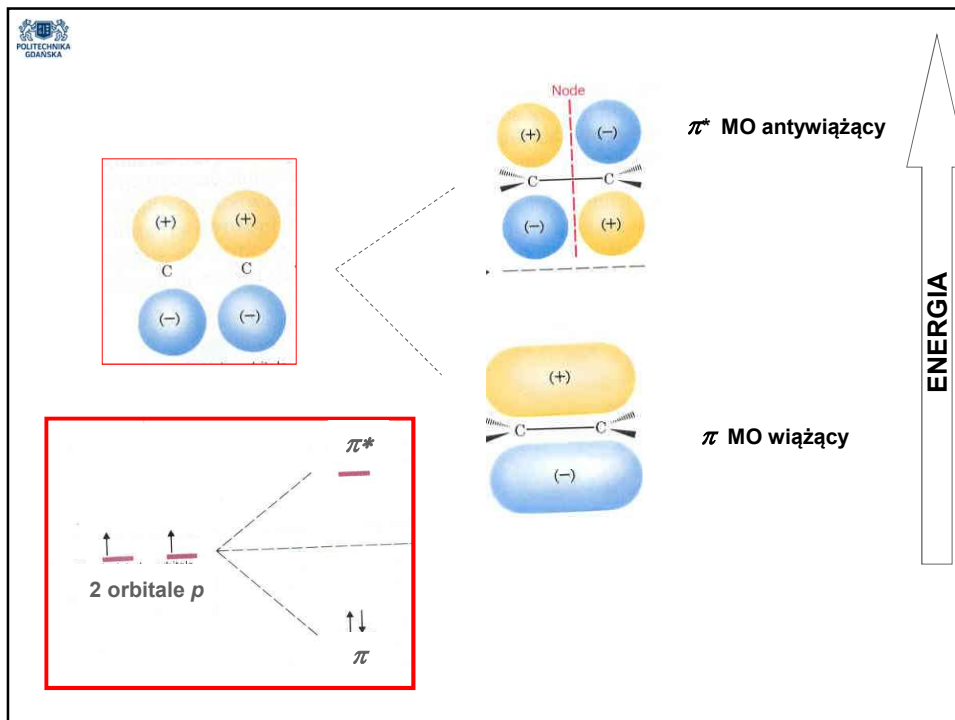 POLITECHNIKA
GDAŃSKA
Node
(+) (−)
C C
(−) (+)
π* MO antywiążący
(+) (+)
C C
(−) (−)
(+)
C C
(−)
π MO wiążący
ENERGIA
π*
2 orbitale p
π